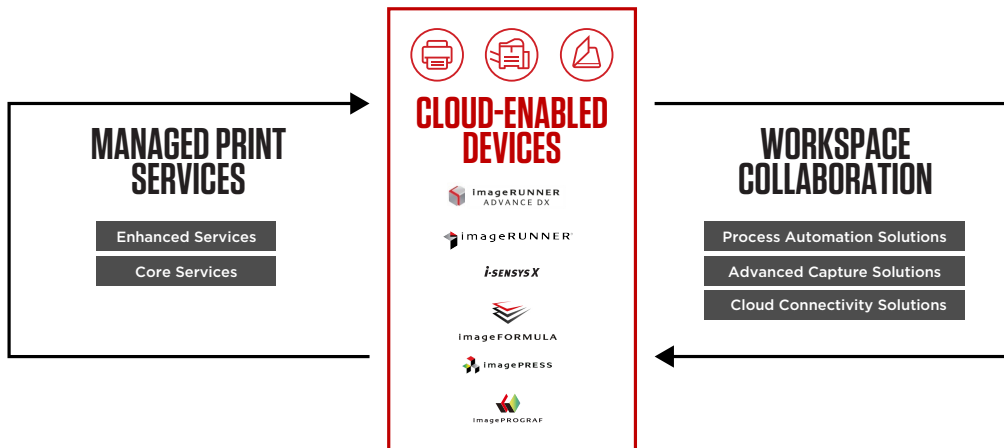 MANAGED PRINT
SERVICES
Enhanced Services
Core Services
CLOUD-ENABLED
DEVICES
imageRUNNER
ADVANCE DX
imageRUNNER
i-SENSYS X
imageFORMULA
imagePRESS
imagePROGRAF
WORKSPACE
COLLABORATION
Process Automation Solutions
Advanced Capture Solutions
Cloud Connectivity Solutions